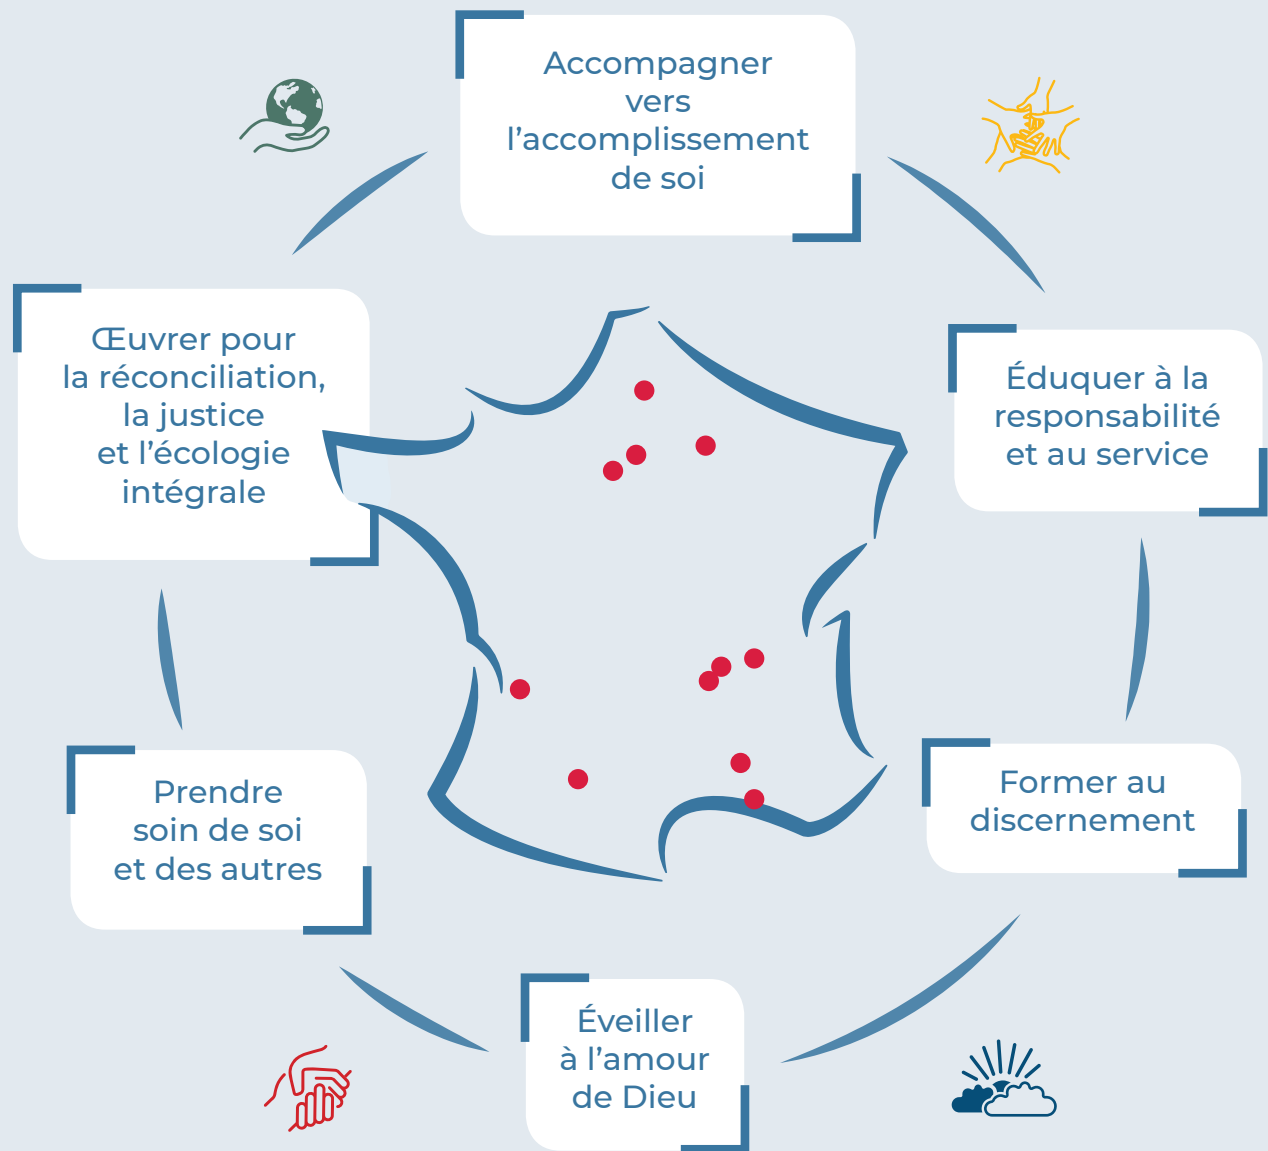 Accompagner
vers
l’accomplissement
de soi
Éduquer à la
responsabilité
et au service
Former au
discernement
Éveiller
à l’amour
de Dieu
Prendre
soin de soi
et des autres
Œuvrer pour
la réconciliation,
la justice
et l’écologie
intégrale